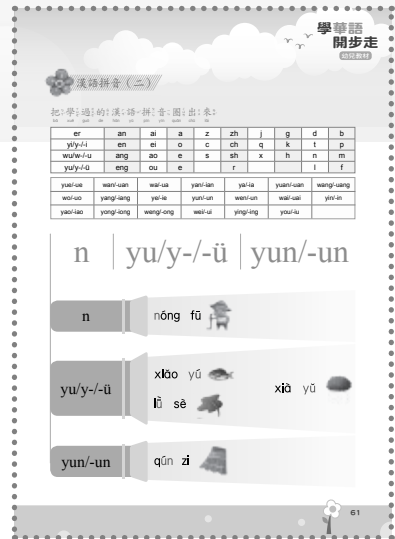 學華語
開步走
幼兒教材
漢語拼音（二）
把學過的漢語拼音圈出來
er an ai a z zh j g d b
yi/y-/-i en ei o c ch q k t p
wu/w-/-u ang ao e s sh x h n m
yu/y-/-ü eng ou e r l f
yue/-ue wan/-uan wa/-ua yan/-ian ya/-ia yuan/-uan wang/-uang
wo/-uo yang/-iang ye/-ie yun/-un wen/-un wai/-uai yin/-in
yao/-iao yong/-iong weng/-ong wei/-ui ying/-ing you/-iu
n yu/y-/-ü yun/-un
n nóng fū
yu/y-/-ü xiǎo yú xià yǔ
lǜ sè
yun/-un qún zi
61